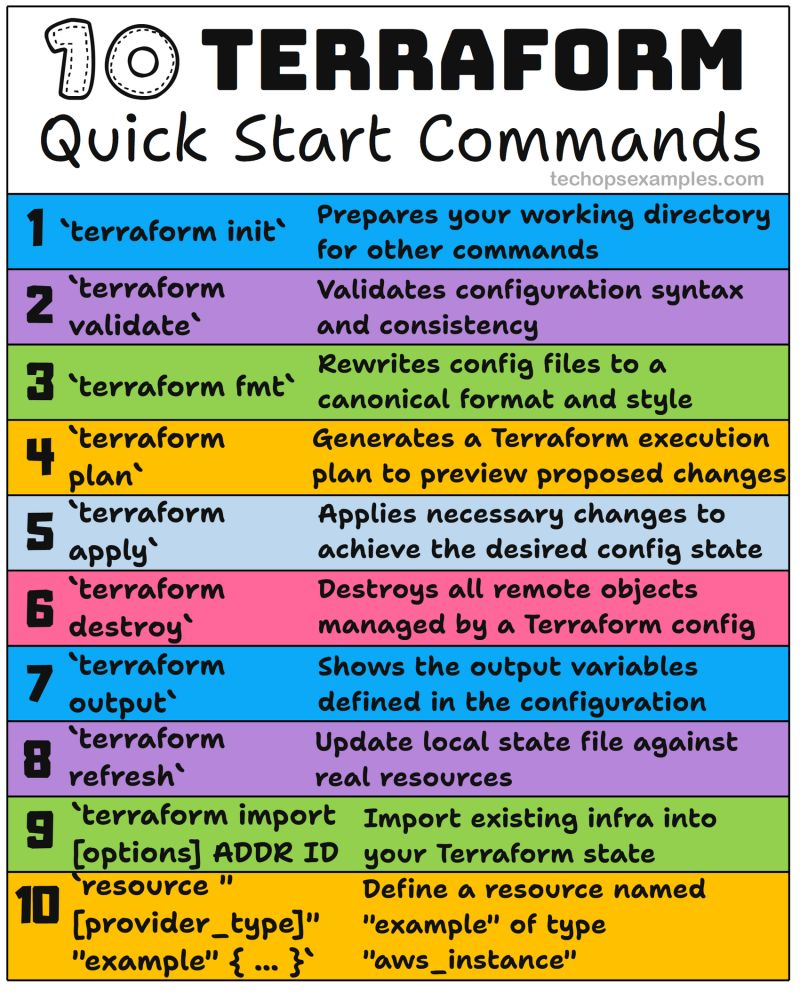 10 TERRAFORM
Quick Start Commands
techopsexamples.com
1 `terraform init` Prepares your working directory
for other commands
2 `terraform
validate` Validates configuration syntax
and consistency
3 `terraform fmt` Rewrites config files to a
canonical format and style
4 `terraform
plan` Generates a Terraform execution
plan to preview proposed changes
5 `terraform
apply` Applies necessary changes to
achieve the desired config state
6 `terraform
destroy` Destroys all remote objects
managed by a Terraform config
7 `terraform
output` Shows the output variables
defined in the configuration
8 `terraform
refresh` Update local state file against
real resources
9 `terraform import
[options] ADDR ID Import existing infra into
your Terraform state
10 `resource "
[provider_type]"
"example" { ... }` Define a resource named
"example" of type
"aws_instance"